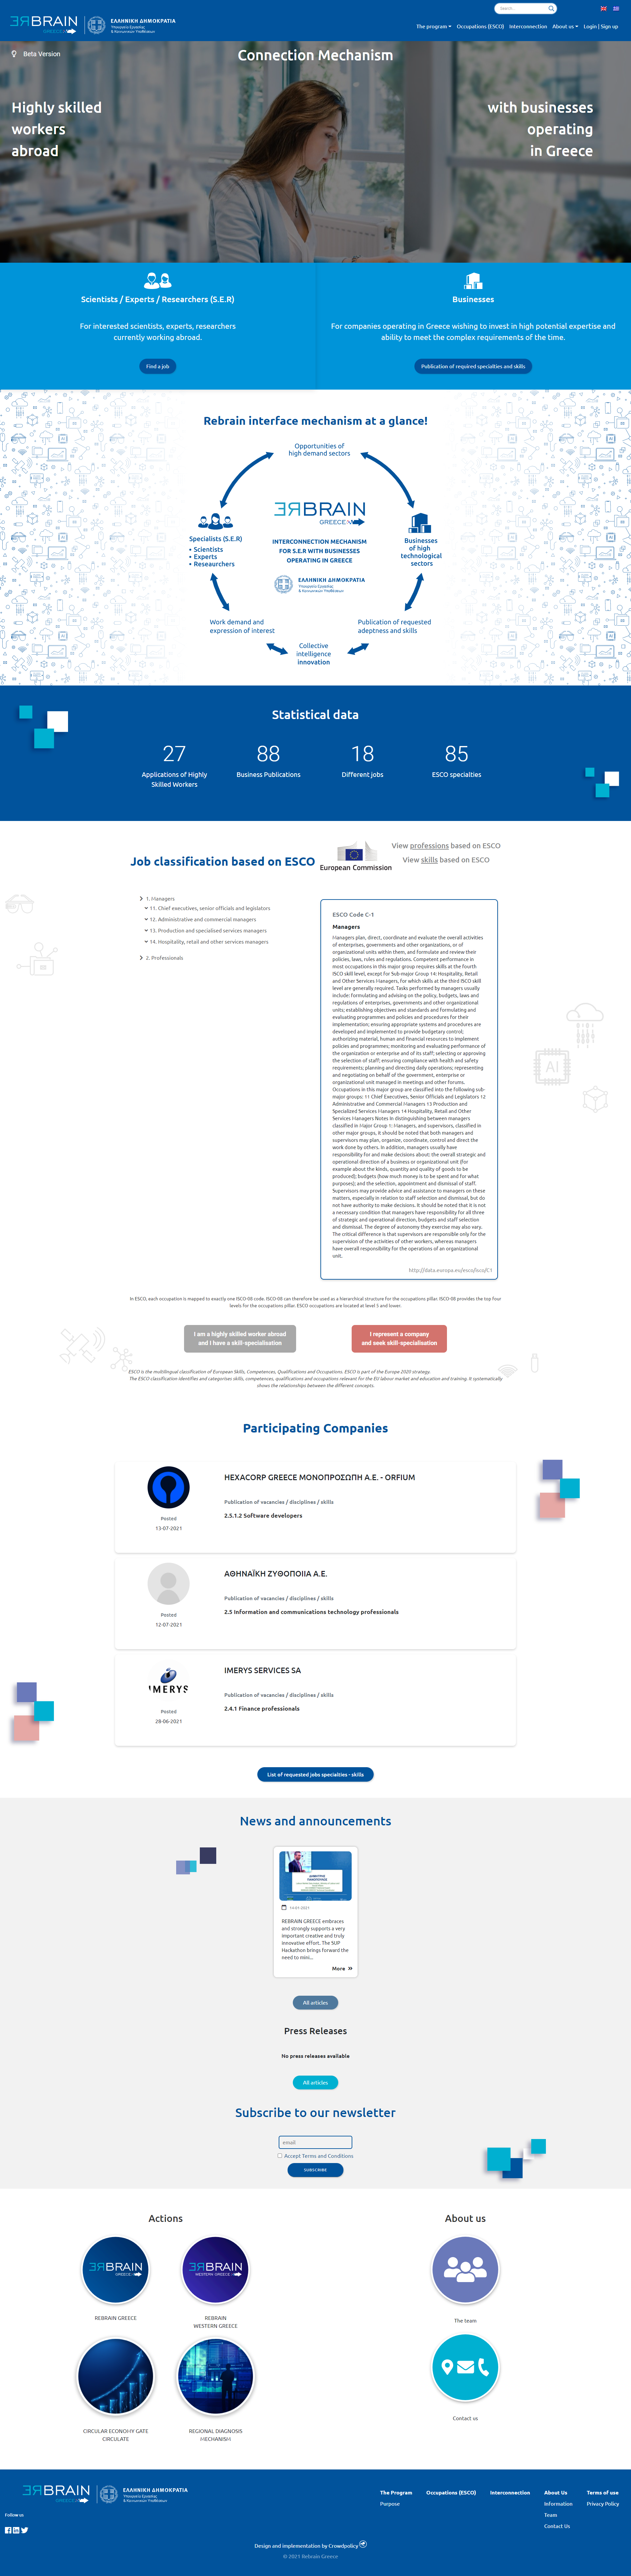 ƎRBRAIN
GREECE
ΕΛΛΗΝΙΚΗ ΔΗΜΟΚΡΑΤΙΑ
Υπουργείο Εργασίας
& Κοινωνικών Υποθέσεων
Search...
The program
Occupations (ESCO)
Interconnection
About us
Login | Sign up
Beta Version
Connection Mechanism
Highly skilled
workers
abroad
with businesses
operating
in Greece
Scientists / Experts / Researchers (S.E.R)
For interested scientists, experts, researchers
currently working abroad.
Find a job
Businesses
For companies operating in Greece wishing to invest in high potential expertise and
ability to meet the complex requirements of the time.
Publication of required specialties and skills
Rebrain interface mechanism at a glance!
Opportunities of
high demand sectors
Specialists (S.E.R)
• Scientists
• Experts
• Reseaurchers
ƎRBRAIN
GREECE
INTERCONNECTION MECHANISM
FOR S.E.R WITH BUSINESSES
OPERATING IN GREECE
ΕΛΛΗΝΙΚΗ ΔΗΜΟΚΡΑΤΙΑ
Υπουργείο Εργασίας
& Κοινωνικών Υποθέσεων
Businesses
of high
technological
sectors
Work demand and
expression of interest
Publication of requested
adeptness and skills
Collective
intelligence
innovation
Statistical data
27
Applications of Highly
Skilled Workers
88
Business Publications
18
Different jobs
85
ESCO specialties
Job classification based on ESCO
European Commission
View professions based on ESCO
View skills based on ESCO
1. Managers
11. Chief executives, senior officials and legislators
12. Administrative and commercial managers
13. Production and specialised services managers
14. Hospitality, retail and other services managers
2. Professionals
ESCO Code C-1
Managers
Managers plan, direct, coordinate and evaluate the overall activities
of enterprises, governments and other organizations, or of
organizational units within them, and formulate and review their
policies, laws, rules and regulations. Competent performance in
most occupations in this major group requires skills at the fourth
ISCO skill level, except for Sub-major Group 14: Hospitality, Retail
and Other Services Managers, for which skills at the third ISCO skill
level are generally required. Tasks performed by managers usually
include: formulating and advising on the policy, budgets, laws and
regulations of enterprises, governments and other organizational
units; establishing objectives and standards and formulating and
evaluating programmes and policies and procedures for their
implementation; ensuring appropriate systems and procedures are
developed and implemented to provide budgetary control;
authorizing material, human and financial resources to implement
policies and programmes; monitoring and evaluating performance of
the organization or enterprise and of its staff; selecting or approving
the selection of staff; ensuring compliance with health and safety
requirements; planning and directing daily operations; representing
and negotiating on behalf of the government, enterprise or
organizational unit managed in meetings and other forums.
Occupations in this major group are classified into the following sub-
major groups: 11 Chief Executives, Senior Officials and Legislators 12
Administrative and Commercial Managers 13 Production and
Specialized Services Managers 14 Hospitality, Retail and Other
Services Managers Notes In distinguishing between managers
classified in Major Group 1: Managers, and supervisors, classified in
other major groups, it should be noted that both managers and
supervisors may plan, organize, coordinate, control and direct the
work done by others. In addition, managers usually have
responsibility for and make decisions about: the overall strategic and
operational direction of a business or organizational unit (for
example about the kinds, quantity and quality of goods to be
produced); budgets (how much money is to be spent and for what
purposes); and the selection, appointment and dismissal of staff.
Supervisors may provide advice and assistance to managers on these
matters, especially in relation to staff selection and dismissal, but do
not have authority to make decisions. It should be noted that it is not
a necessary condition that managers have responsibility for all three
of strategic and operational direction, budgets and staff selection
and dismissal. The degree of autonomy they exercise may also vary.
The critical difference is that supervisors are responsible only for the
supervision of the activities of other workers, whereas managers
have overall responsibility for the operations of an organizational
unit.
http://data.europa.eu/esco/isco/C1
In ESCO, each occupation is mapped to exactly one ISCO-08 code. ISCO-08 can therefore be used as a hierarchical structure for the occupations pillar. ISCO-08 provides the top four
levels for the occupations pillar. ESCO occupations are located at level 5 and lower.
I am a highly skilled worker abroad
and I have a skill-specialisation
I represent a company
and seek skill-specialisation
ESCO is the multilingual classification of European Skills, Competences, Qualifications and Occupations. ESCO is part of the Europe 2020 strategy.
The ESCO classification identifies and categorises skills, competences, qualifications and occupations relevant for the EU labour market and education and training. It systematically
shows the relationships between the different concepts.
Participating Companies
HEXACORP GREECE ΜΟΝΟΠΡΟΣΩΠΗ Α.Ε. - ORFIUM
Publication of vacancies / disciplines / skills
2.5.1.2 Software developers
Posted
13-07-2021
ΑΘΗΝΑΪΚΗ ΖΥΘΟΠΟΙΙΑ Α.Ε.
Publication of vacancies / disciplines / skills
2.5 Information and communications technology professionals
Posted
12-07-2021
IMERYS
IMERYS SERVICES SA
Publication of vacancies / disciplines / skills
2.4.1 Finance professionals
Posted
28-06-2021
List of requested jobs specialties - skills
News and announcements
14-01-2021
REBRAIN GREECE embraces
and strongly supports a very
important creative and truly
innovative effort. The SUP
Hackathon brings forward the
need to mini...
More
All articles
Press Releases
No press releases available
All articles
Subscribe to our newsletter
email
Accept Terms and Conditions
SUBSCRIBE
Actions
ƎRBRAIN
GREECE
REBRAIN GREECE
ƎRBRAIN
WESTERN GREECE
REBRAIN
WESTERN GREECE
CIRCULAR ECONOMY GATE
CIRCULATE
REGIONAL DIAGNOSIS
MECHANISM
About us
The team
Contact us
ƎRBRAIN
GREECE
ΕΛΛΗΝΙΚΗ ΔΗΜΟΚΡΑΤΙΑ
Υπουργείο Εργασίας
& Κοινωνικών Υποθέσεων
Follow us
The Program
Purpose
Occupations (ESCO)
Interconnection
About Us
Information
Team
Contact Us
Terms of use
Privacy Policy
Design and implementation by Crowdpolicy
© 2021 Rebrain Greece